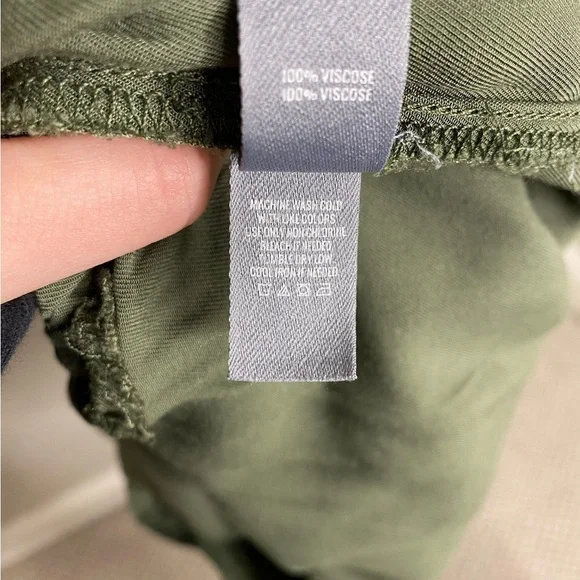 100% VISCOSE
100% VISCOSE
MACHINE WASH COLD
WITH LIKE COLORS
USE ONLY NON-CHLORINE
BLEACH IF NEEDED
TUMBLE DRY LOW
COOL IRON IF NEEDED